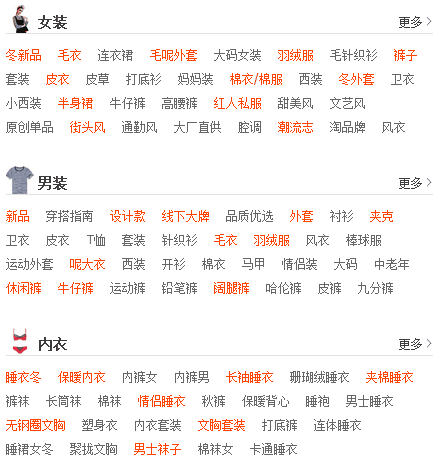 女装 更多 >
冬新品 毛衣 连衣裙 毛呢外套 大码女装 羽绒服 毛针织衫 裤子
套装 皮衣 皮草 打底衫 妈妈装 棉衣/棉服 西装 冬外套 卫衣
小西装 半身裙 牛仔裤 高腰裤 红人私服 甜美风 文艺风
原创单品 街头风 通勤风 大厂直供 腔调 潮流志 淘品牌 风衣
男装 更多 >
新品 穿搭指南 设计款 线下大牌 品质优选 外套 衬衫 夹克
卫衣 皮衣 T恤 套装 针织衫 毛衣 羽绒服 风衣 棒球服
运动外套 呢大衣 西装 开衫 棉衣 马甲 情侣装 大码 中老年
休闲裤 牛仔裤 运动裤 铅笔裤 阔腿裤 哈伦裤 皮裤 九分裤
内衣 更多 >
睡衣冬 保暖内衣 内裤女 内裤男 长袖睡衣 珊瑚绒睡衣 夹棉睡衣
裤袜 长筒袜 棉袜 情侣睡衣 秋裤 保暖背心 睡袍 男士睡衣
无钢圈文胸 塑身衣 内衣套装 文胸套装 打底裤 连体睡衣
睡裙女冬 聚拢文胸 男士袜子 棉袜女 卡通睡衣